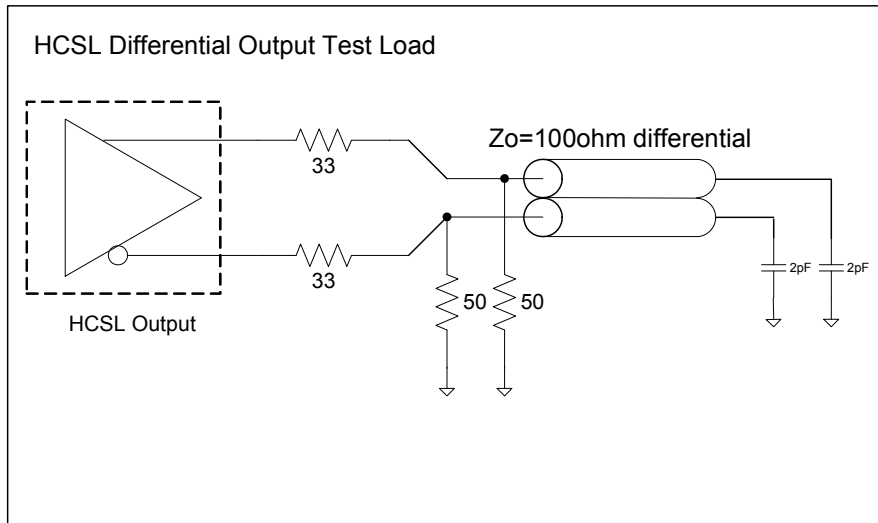 HCSL Differential Output Test Load
Zo=100ohm differential
33
33
2pF
2pF
50
50
HCSL Output